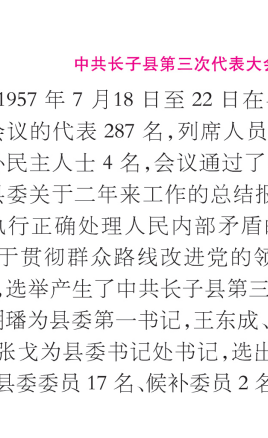 中共长子县第三次代表大会
1957 年 7 月18 日至 22 日在
会议的代表 287 名,列席人员
民主人士 4 名,会议通过了
县委关于二年来工作的总结报
执行正确处理人民内部矛盾的
于贯彻群众路线改进党的领
,选举产生了中共长子县第三
璠为县委第一书记,王东成、
张戈为县委书记处书记,选出
县委委员 17 名、候补委员 2 名